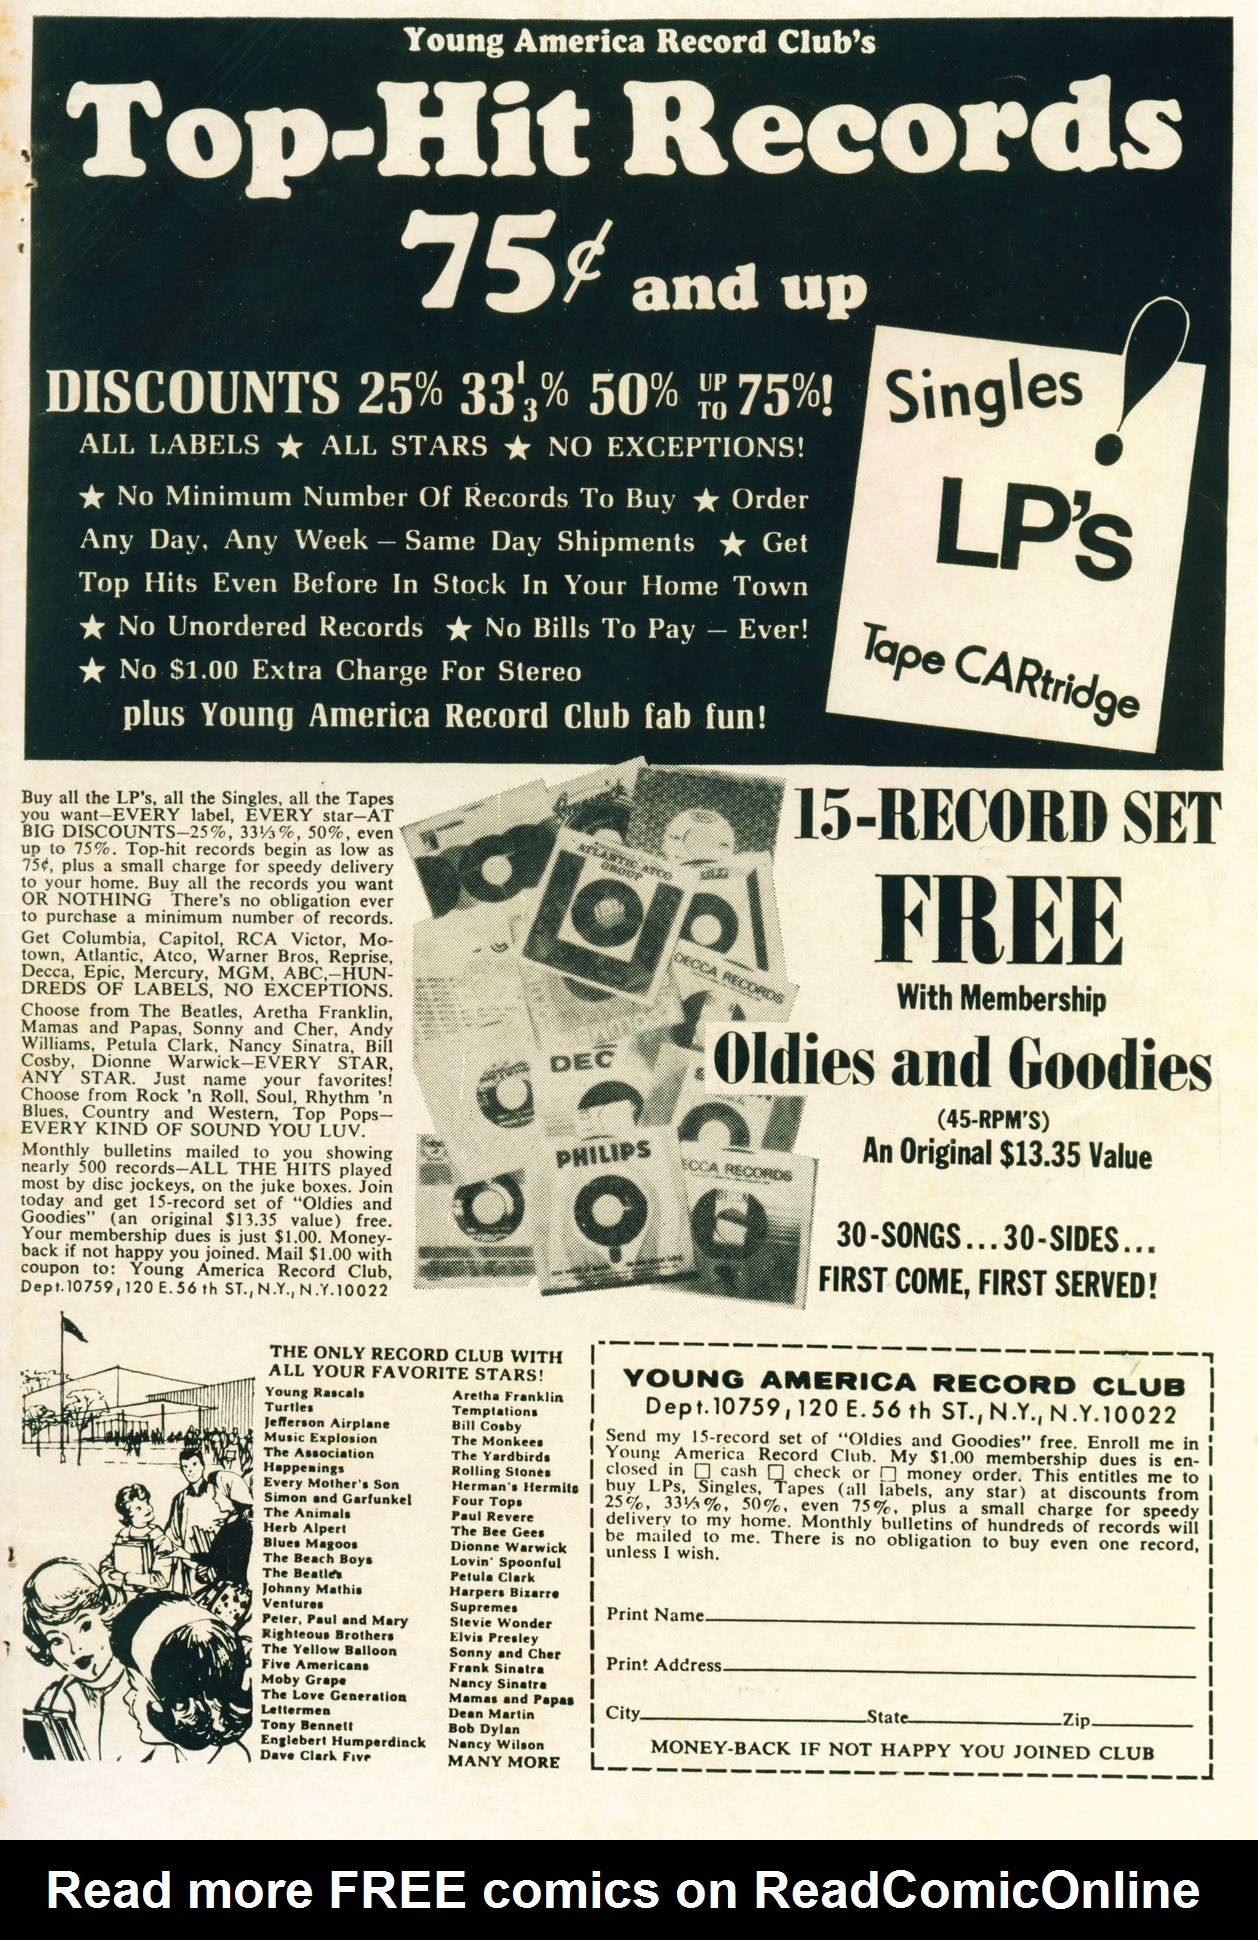 Young America Record Club's
Top-Hit Records
75¢ and up
DISCOUNTS 25% 33 1/3% 50% UP TO 75%!
ALL LABELS ★ ALL STARS ★ NO EXCEPTIONS!
★ No Minimum Number Of Records To Buy ★ Order
Any Day, Any Week – Same Day Shipments ★ Get
Top Hits Even Before In Stock In Your Home Town
★ No Unordered Records ★ No Bills To Pay – Ever!
★ No $1.00 Extra Charge For Stereo
plus Young America Record Club fab fun!
Singles
LP's
Tape CARtridge
!
Buy all the LP's, all the Singles, all the Tapes
you want—EVERY label, EVERY star—AT
BIG DISCOUNTS—25%, 33⅓%, 50%, even
up to 75%. Top-hit records begin as low as
75¢, plus a small charge for speedy delivery
to your home. Buy all the records you want
OR NOTHING There's no obligation ever
to purchase a minimum number of records.
Get Columbia, Capitol, RCA Victor, Mo-
town, Atlantic, Atco, Warner Bros, Reprise,
Decca, Epic, Mercury, MGM, ABC,—HUN-
DREDS OF LABELS, NO EXCEPTIONS.
Choose from The Beatles, Aretha Franklin,
Mamas and Papas, Sonny and Cher, Andy
Williams, Petula Clark, Nancy Sinatra, Bill
Cosby, Dionne Warwick—EVERY STAR,
ANY STAR. Just name your favorites!
Choose from Rock 'n Roll, Soul, Rhythm 'n
Blues, Country and Western, Top Pops—
EVERY KIND OF SOUND YOU LUV.
Monthly bulletins mailed to you showing
nearly 500 records—ALL THE HITS played
most by disc jockeys, on the juke boxes. Join
today and get 15-record set of "Oldies and
Goodies" (an original $13.35 value) free.
Your membership dues is just $1.00. Money-
back if not happy you joined. Mail $1.00 with
coupon to: Young America Record Club,
Dept.10759, 120 E. 56 th ST., N.Y., N.Y. 10022
ATLANTIC-ATCO
GROUP
DECCA RECORDS
DEC
PHILIPS
ECCA RECORDS
15-RECORD SET
FREE
With Membership
Oldies and Goodies
(45-RPM'S)
An Original $13.35 Value
30-SONGS...30-SIDES...
FIRST COME, FIRST SERVED!
THE ONLY RECORD CLUB WITH
ALL YOUR FAVORITE STARS!
Young Rascals
Turtles
Jefferson Airplane
Music Explosion
The Association
Happenings
Every Mother's Son
Simon and Garfunkel
The Animals
Herb Alpert
Blues Magoos
The Beach Boys
The Beatles
Johnny Mathis
Ventures
Peter, Paul and Mary
Righteous Brothers
The Yellow Balloon
Five Americans
Moby Grape
The Love Generation
Lettermen
Tony Bennett
Englebert Humperdinck
Dave Clark Five
Aretha Franklin
Temptations
Bill Cosby
The Monkees
The Yardbirds
Rolling Stones
Herman's Hermits
Four Tops
Paul Revere
The Bee Gees
Dionne Warwick
Lovin' Spoonful
Petula Clark
Harpers Bizarre
Supremes
Stevie Wonder
Elvis Presley
Sonny and Cher
Frank Sinatra
Nancy Sinatra
Mamas and Papas
Dean Martin
Bob Dylan
Nancy Wilson
MANY MORE
YOUNG AMERICA RECORD CLUB
Dept.10759, 120 E. 56 th ST., N.Y., N.Y. 10022
Send my 15-record set of "Oldies and Goodies" free. Enroll me in
Young America Record Club. My $1.00 membership dues is en-
closed in □ cash □ check or □ money order. This entitles me to
buy LPs, Singles, Tapes (all labels, any star) at discounts from
25%, 33⅓%, 50%, even 75%, plus a small charge for speedy
delivery to my home. Monthly bulletins of hundreds of records will
be mailed to me. There is no obligation to buy even one record,
unless I wish.
Print Name
Print Address
City State Zip
MONEY-BACK IF NOT HAPPY YOU JOINED CLUB
Read more FREE comics on ReadComicOnline